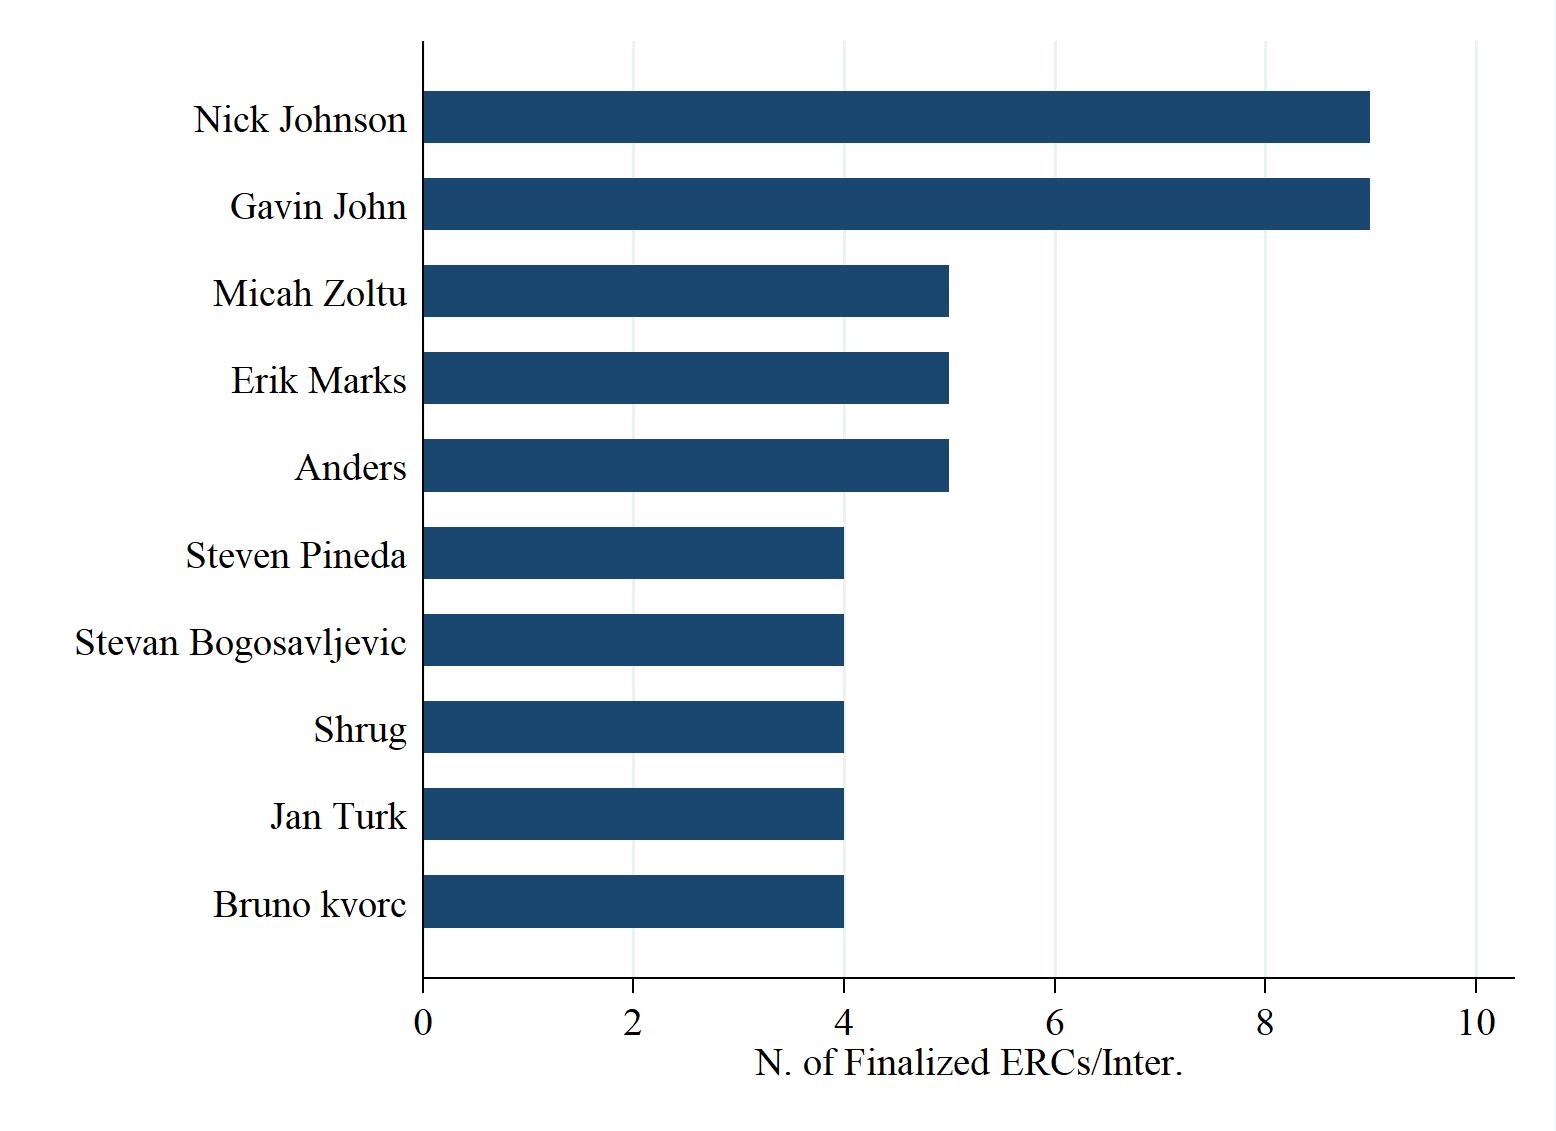 Nick Johnson
Gavin John
Micah Zoltu
Erik Marks
Anders
Steven Pineda
Stevan Bogosavljevic
Shrug
Jan Turk
Bruno kvorc
0 2 4 6 8 10
N. of Finalized ERCs/Inter.